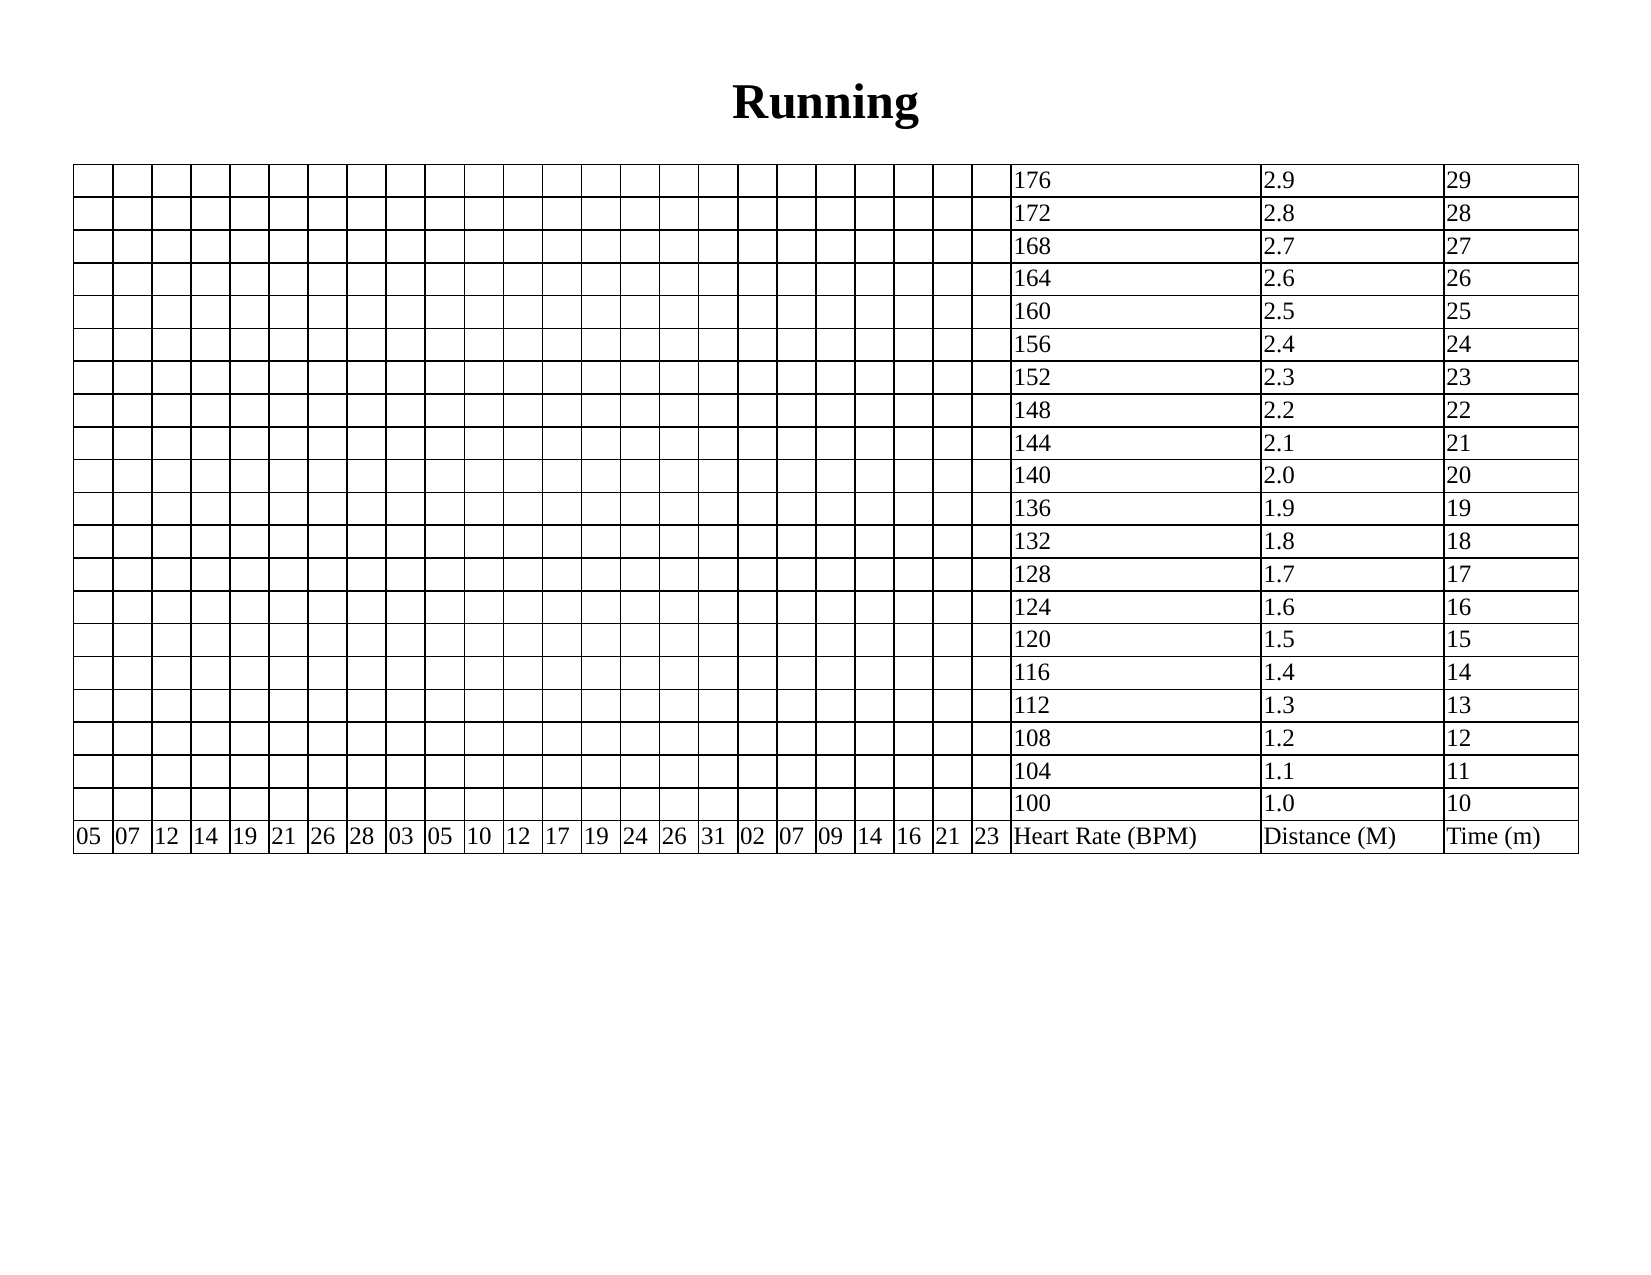 Running
176 2.9 29
172 2.8 28
168 2.7 27
164 2.6 26
160 2.5 25
156 2.4 24
152 2.3 23
148 2.2 22
144 2.1 21
140 2.0 20
136 1.9 19
132 1.8 18
128 1.7 17
124 1.6 16
120 1.5 15
116 1.4 14
112 1.3 13
108 1.2 12
104 1.1 11
100 1.0 10
05 07 12 14 19 21 26 28 03 05 10 12 17 19 24 26 31 02 07 09 14 16 21 23 Heart Rate (BPM) Distance (M) Time (m)